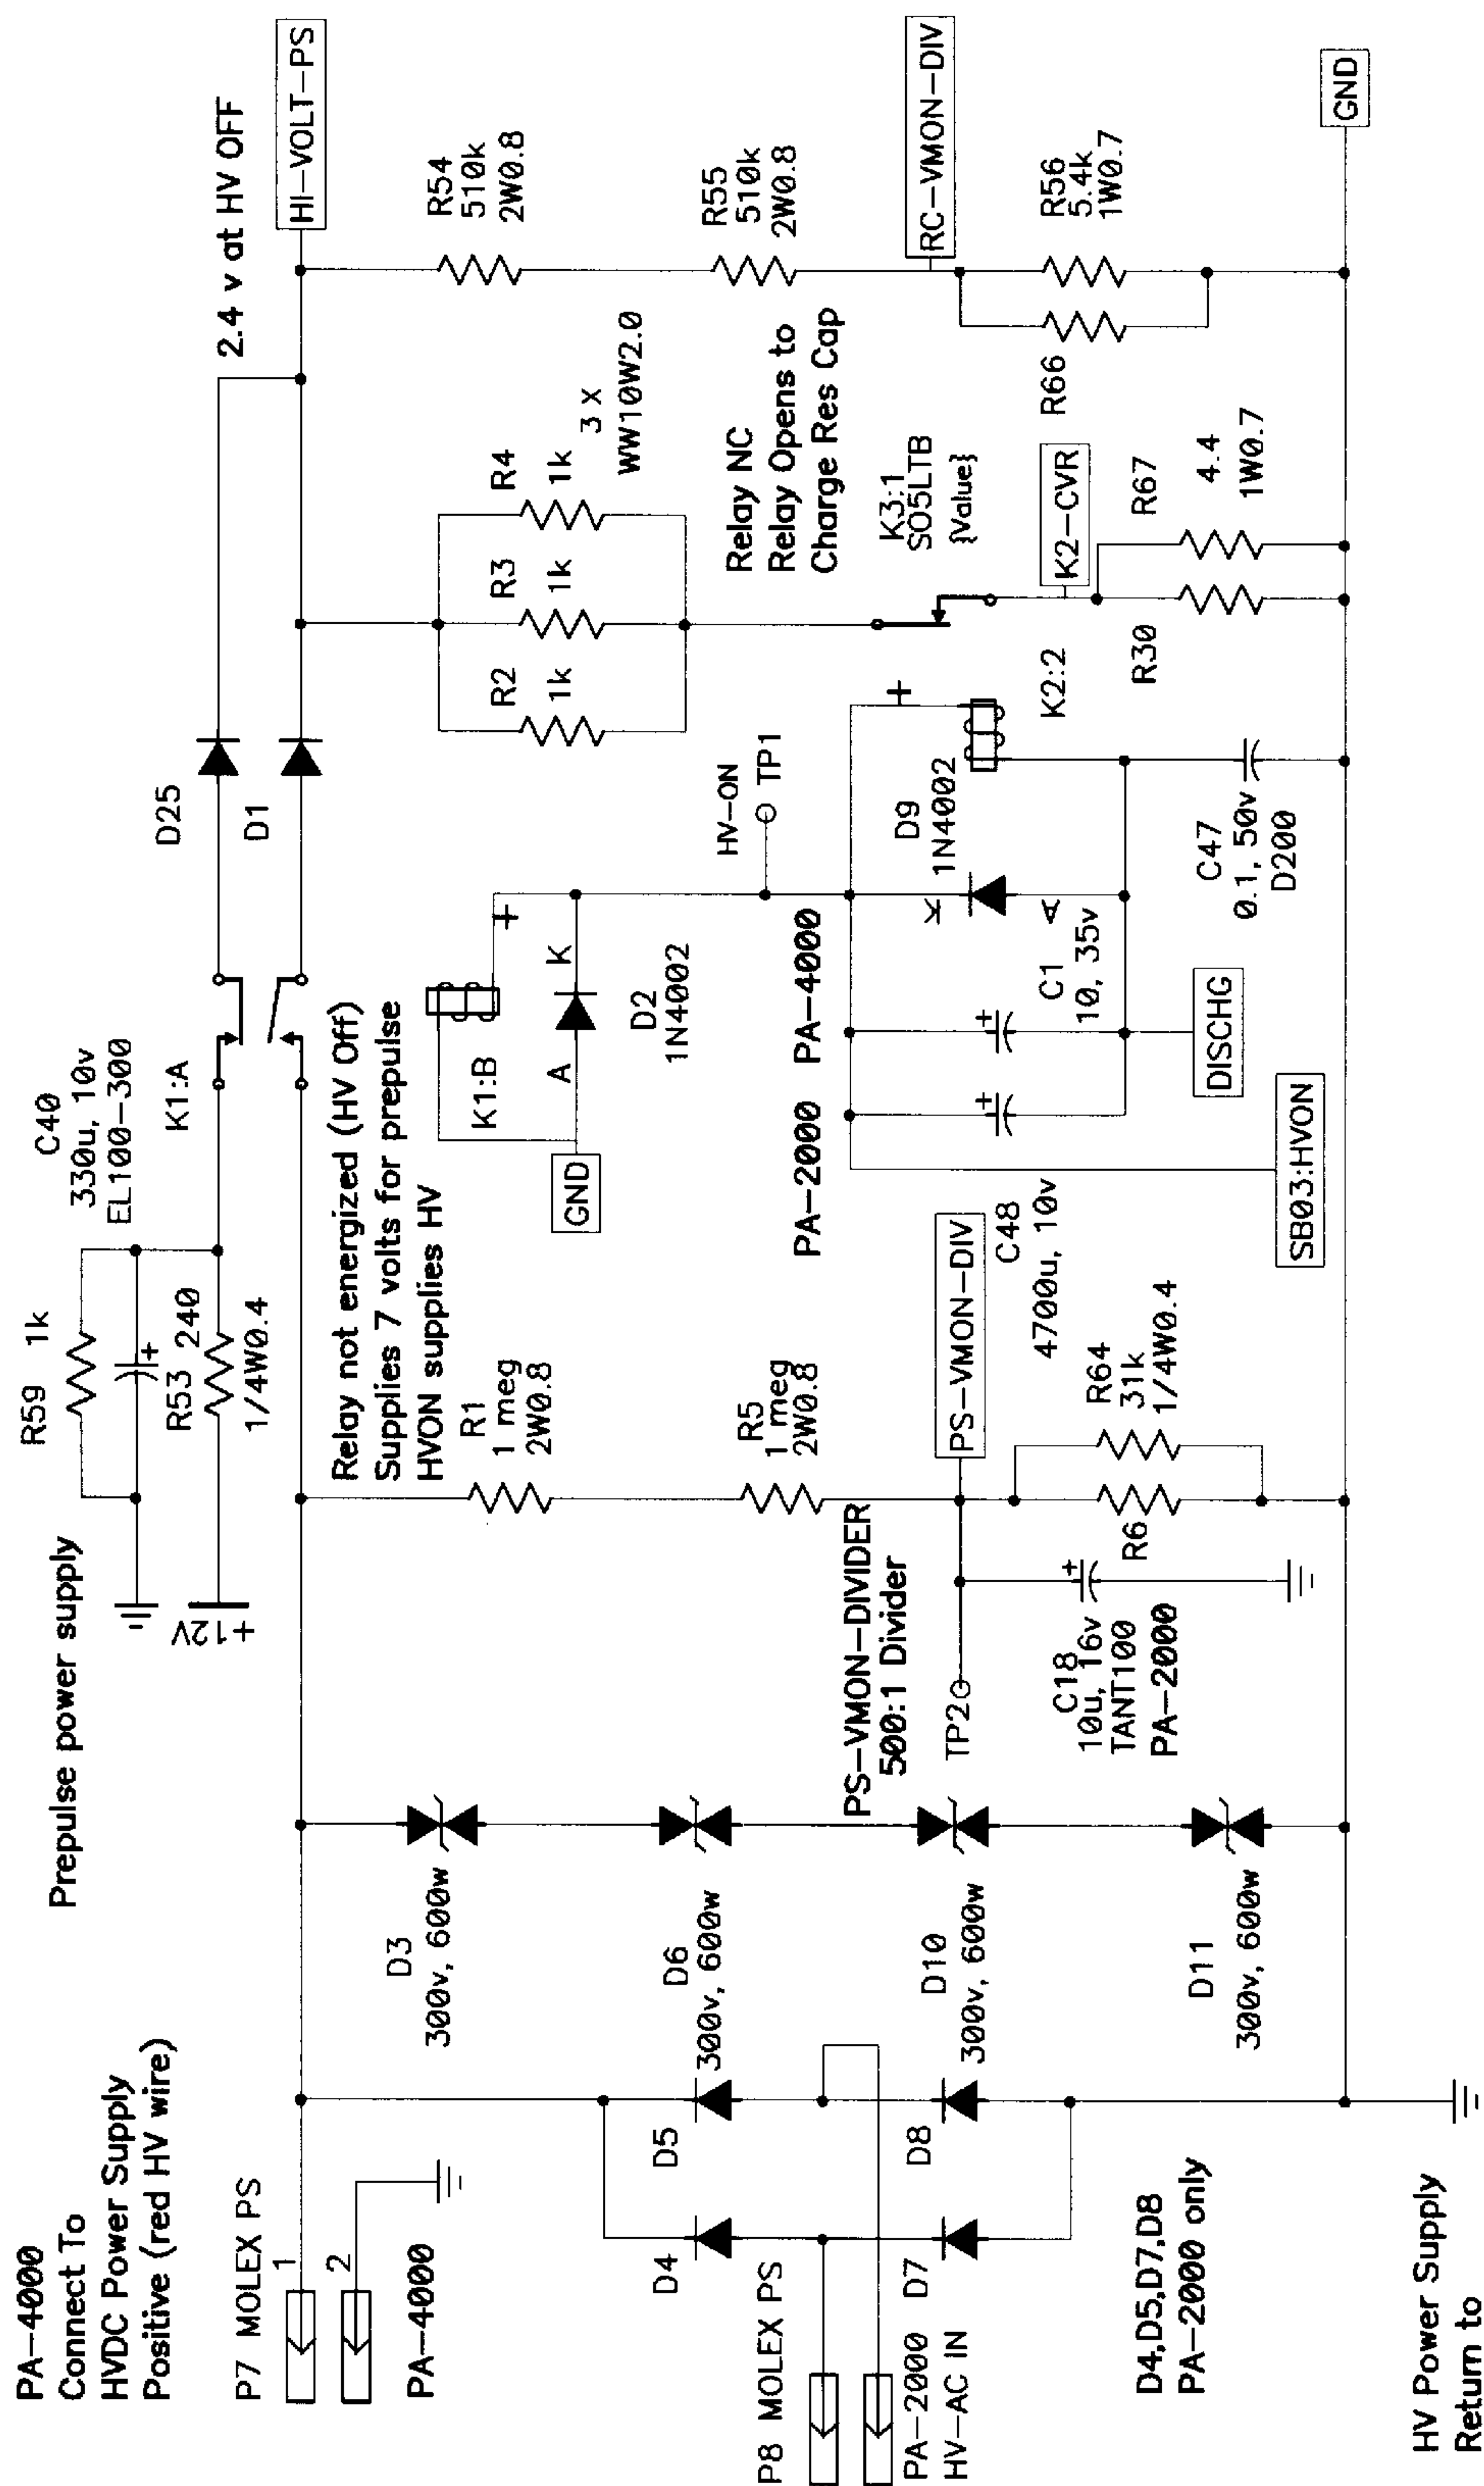 PA-4000
Connect To
HVDC Power Supply
Positive (red HV wire)
P7 MOLEX PS
1
2
PA-4000
P8 MOLEX PS
PA-2000
HV-AC IN
D4
D5
D7
D8
D4,D5,D7,D8
PA-2000 only
HV Power Supply
Return to
D3
300v, 600w
D6
300v, 600w
D10
300v, 600w
D11
300v, 600w
Prepulse power supply
+12V
R59 1k
C40
330u, 10v
EL100-300
R53 240
1/4W0.4
K1:A
Relay not energized (HV Off)
Supplies 7 volts for prepulse
HVON supplies HV
R1
1 meg
2W0.8
R5
1 meg
2W0.8
PS-VMON-DIVIDER
500:1 Divider
TP2
PS-VMON-DIV
C18
10u, 16v
TANT100
PA-2000
R6
R64
31k
1/4W0.4
C48
4700u, 10v
D25
D1
K1:B
+
A
K
GND
D2
1N4002
HV-ON
TP1
PA-2000
PA-4000
+
+
C1
10, 35v
K
A
D9
1N4002
+
K2:2
DISCHG
SB03:HVON
C47
0.1, 50v
D200
R2
1k
R3
1k
R4
1k
3 X
WW10W2.0
Relay NC
Relay Opens to
Charge Res Cap
K3:1
SO5LTB
{Value}
K2-CVR
R30
R67
4.4
1W0.7
2.4 v at HV OFF
HI-VOLT-PS
R54
510k
2W0.8
R55
510k
2W0.8
RC-VMON-DIV
R66
R56
5.4k
1W0.7
GND